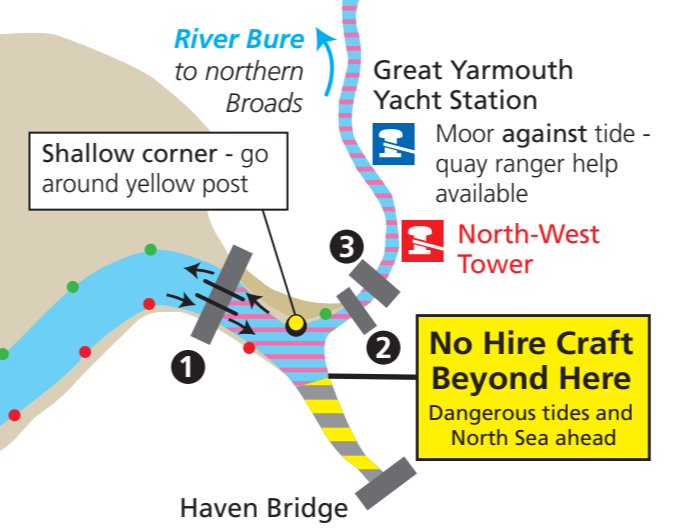 River Bure
to northern
Broads
Great Yarmouth
Yacht Station
Moor against tide -
quay ranger help
available
Shallow corner - go
around yellow post
North-West
Tower
3
2
1
No Hire Craft
Beyond Here
Dangerous tides and
North Sea ahead
Haven Bridge